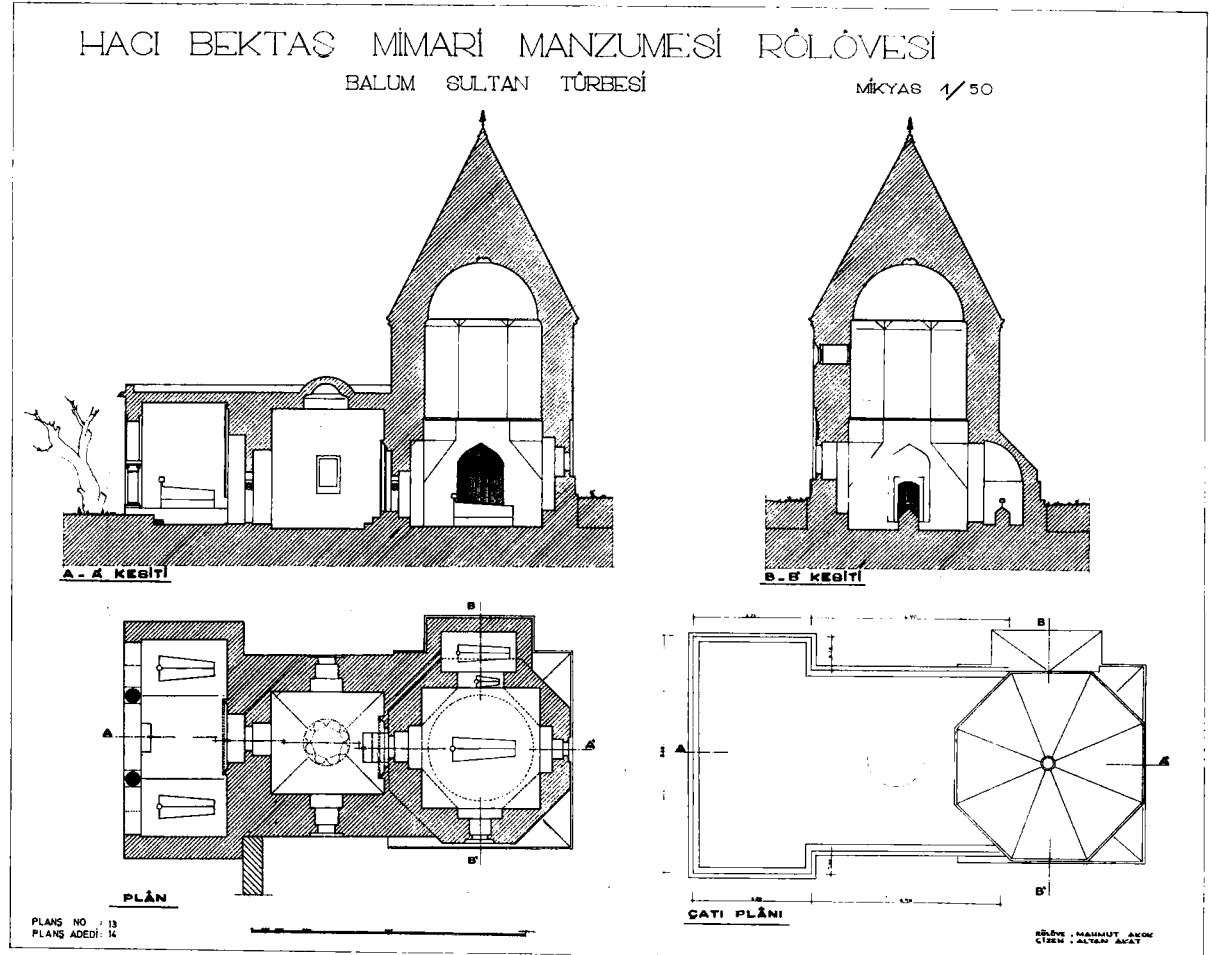 HACI BEKTAŞ MİMARİ MANZUMESİ RÖLÖVESİ
BALUM SULTAN TÜRBESİ
MİKYAS 1/50
A-A' KESİTİ
B-B' KESİTİ
B
A
A'
B'
PLÂN
B
A
A'
B'
ÇATI PLÂNI
PLANŞ NO : 13
PLANŞ ADEDİ: 14
RÖLÖVE : MAHMUT AKOK
ÇİZEN : ALTAN AKAT